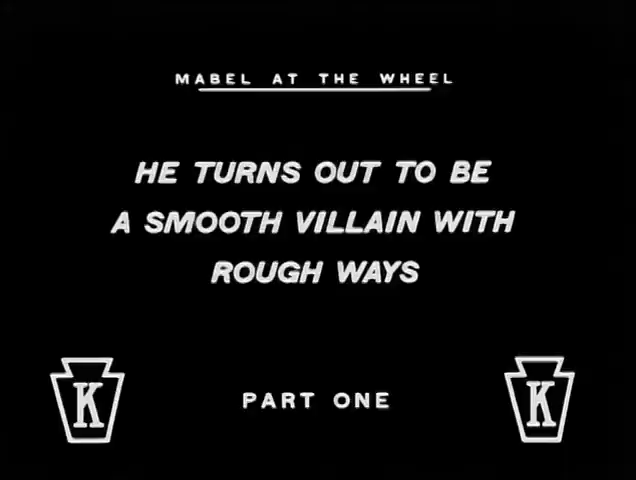 MABEL AT THE WHEEL
HE TURNS OUT TO BE
A SMOOTH VILLAIN WITH
ROUGH WAYS
K PART ONE K